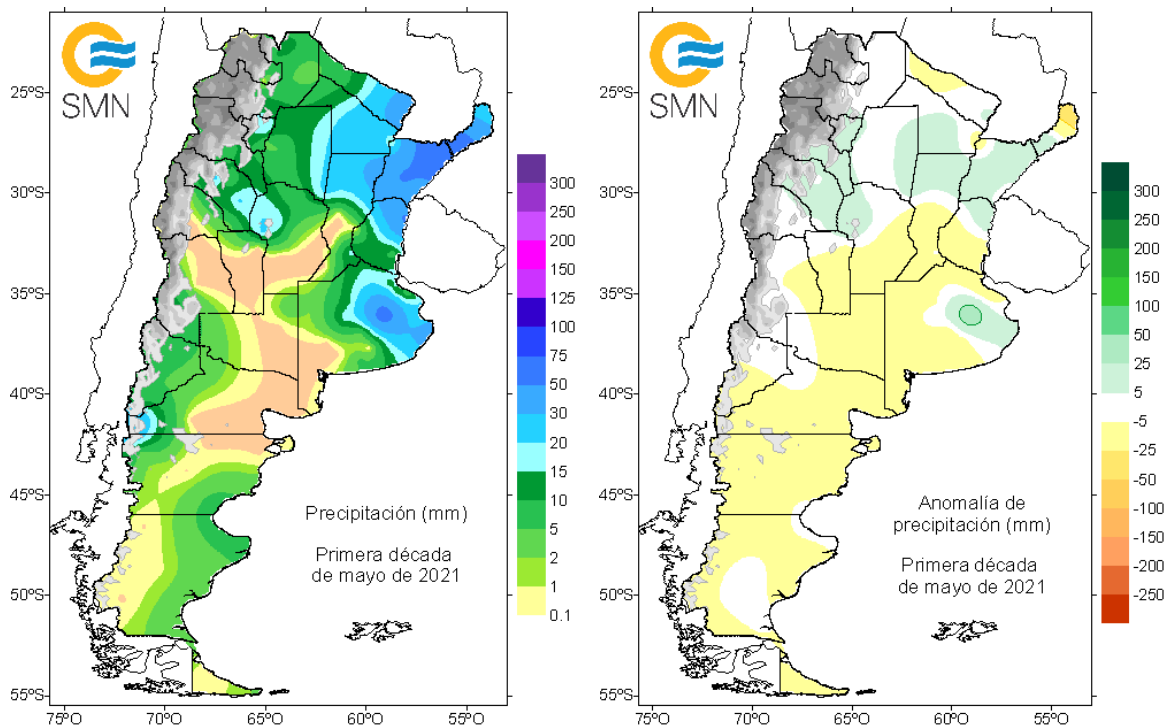 SMN
25ºS
30ºS
35ºS
40ºS
45ºS
50ºS
55ºS
75ºO
70ºO
65ºO
60ºO
55ºO
300
250
200
150
125
100
75
50
30
20
15
10
5
2
1
0.1
Precipitación (mm)
Primera década
de mayo de 2021
SMN
25ºS
30ºS
35ºS
40ºS
45ºS
50ºS
55ºS
75ºO
70ºO
65ºO
60ºO
55ºO
300
250
200
150
100
50
25
5
-5
-25
-50
-100
-150
-200
-250
Anomalía de
precipitación (mm)
Primera década
de mayo de 2021